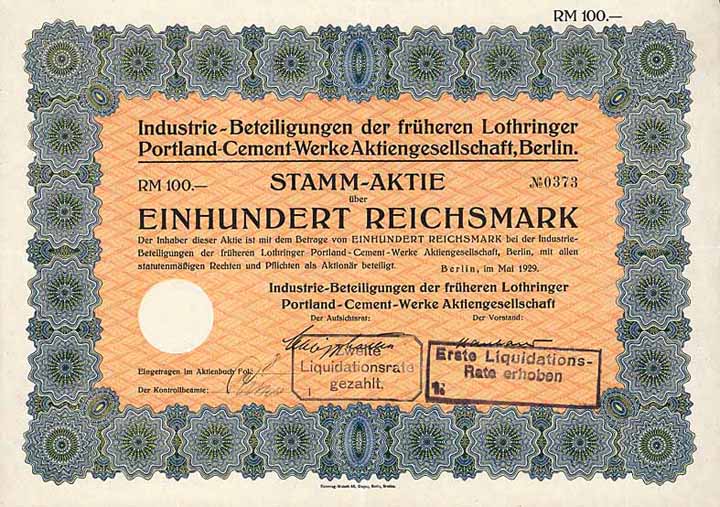 RM 100.—
Industrie-Beteiligungen der früheren Lothringer
Portland-Cement-Werke Aktiengesellschaft, Berlin.
RM 100.— STAMM-AKTIE № 0373
über
EINHUNDERT REICHSMARK
Der Inhaber dieser Aktie ist mit dem Betrage von EINHUNDERT REICHSMARK bei der Industrie-
Beteiligungen der früheren Lothringer Portland-Cement-Werke Aktiengesellschaft, Berlin, mit allen
statutenmäßigen Rechten und Pflichten als Aktionär beteiligt. Berlin, im Mai 1929.
Industrie-Beteiligungen der früheren Lothringer
Portland-Cement-Werke Aktiengesellschaft
Der Aufsichtsrat: Der Vorstand:
Zweite
Liquidationsrate
gezahlt.
Erste Liquidations-
Rate erhoben
1.
Eingetragen im Aktienbuch Fol.
Der Kontrollbeamte: